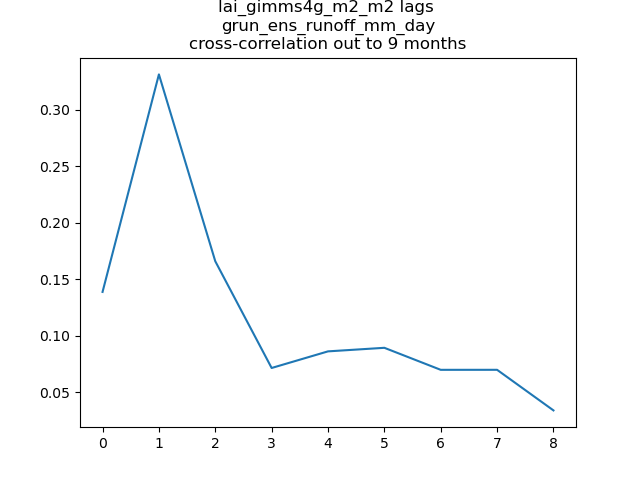 lai_gimms4g_m2_m2 lags
grun_ens_runoff_mm_day
cross-correlation out to 9 months
0.30
0.25
0.20
0.15
0.10
0.05
0 1 2 3 4 5 6 7 8